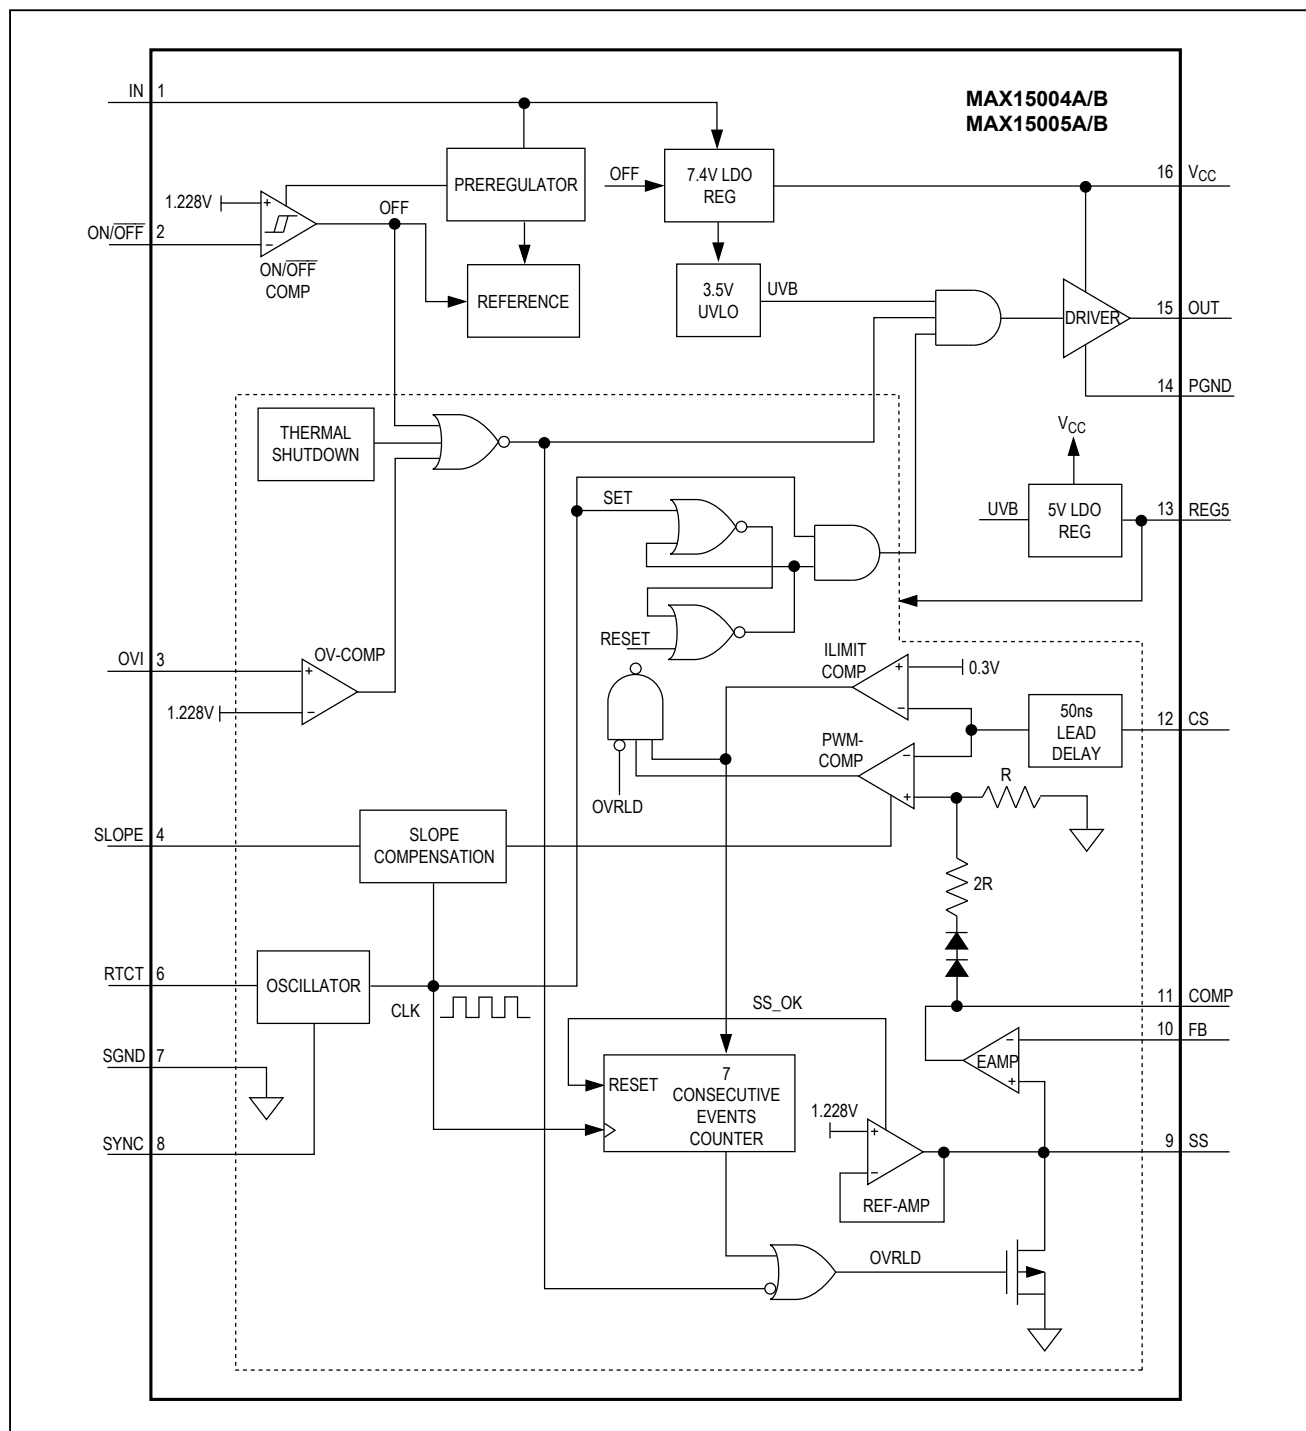 MAX15004A/B
MAX15005A/B
IN 1
PREREGULATOR
OFF
7.4V LDO
REG
16 VCC
1.228V
+
−
OFF
ON/OFF 2
ON/OFF
COMP
REFERENCE
3.5V
UVLO
UVB
DRIVER
15 OUT
14 PGND
THERMAL
SHUTDOWN
VCC
SET
UVB
5V LDO
REG
13 REG5
RESET
OVI 3
OV-COMP
+
−
1.228V
ILIMIT
COMP
+
−
0.3V
50ns
LEAD
DELAY
12 CS
PWM-
COMP
−
+
R
OVRLD
SLOPE 4
SLOPE
COMPENSATION
2R
RTCT 6
OSCILLATOR
CLK
SS_OK
11 COMP
10 FB
EAMP
−
+
SGND 7
RESET
7
CONSECUTIVE
EVENTS
COUNTER
1.228V
+
−
REF-AMP
SYNC 8
9 SS
OVRLD